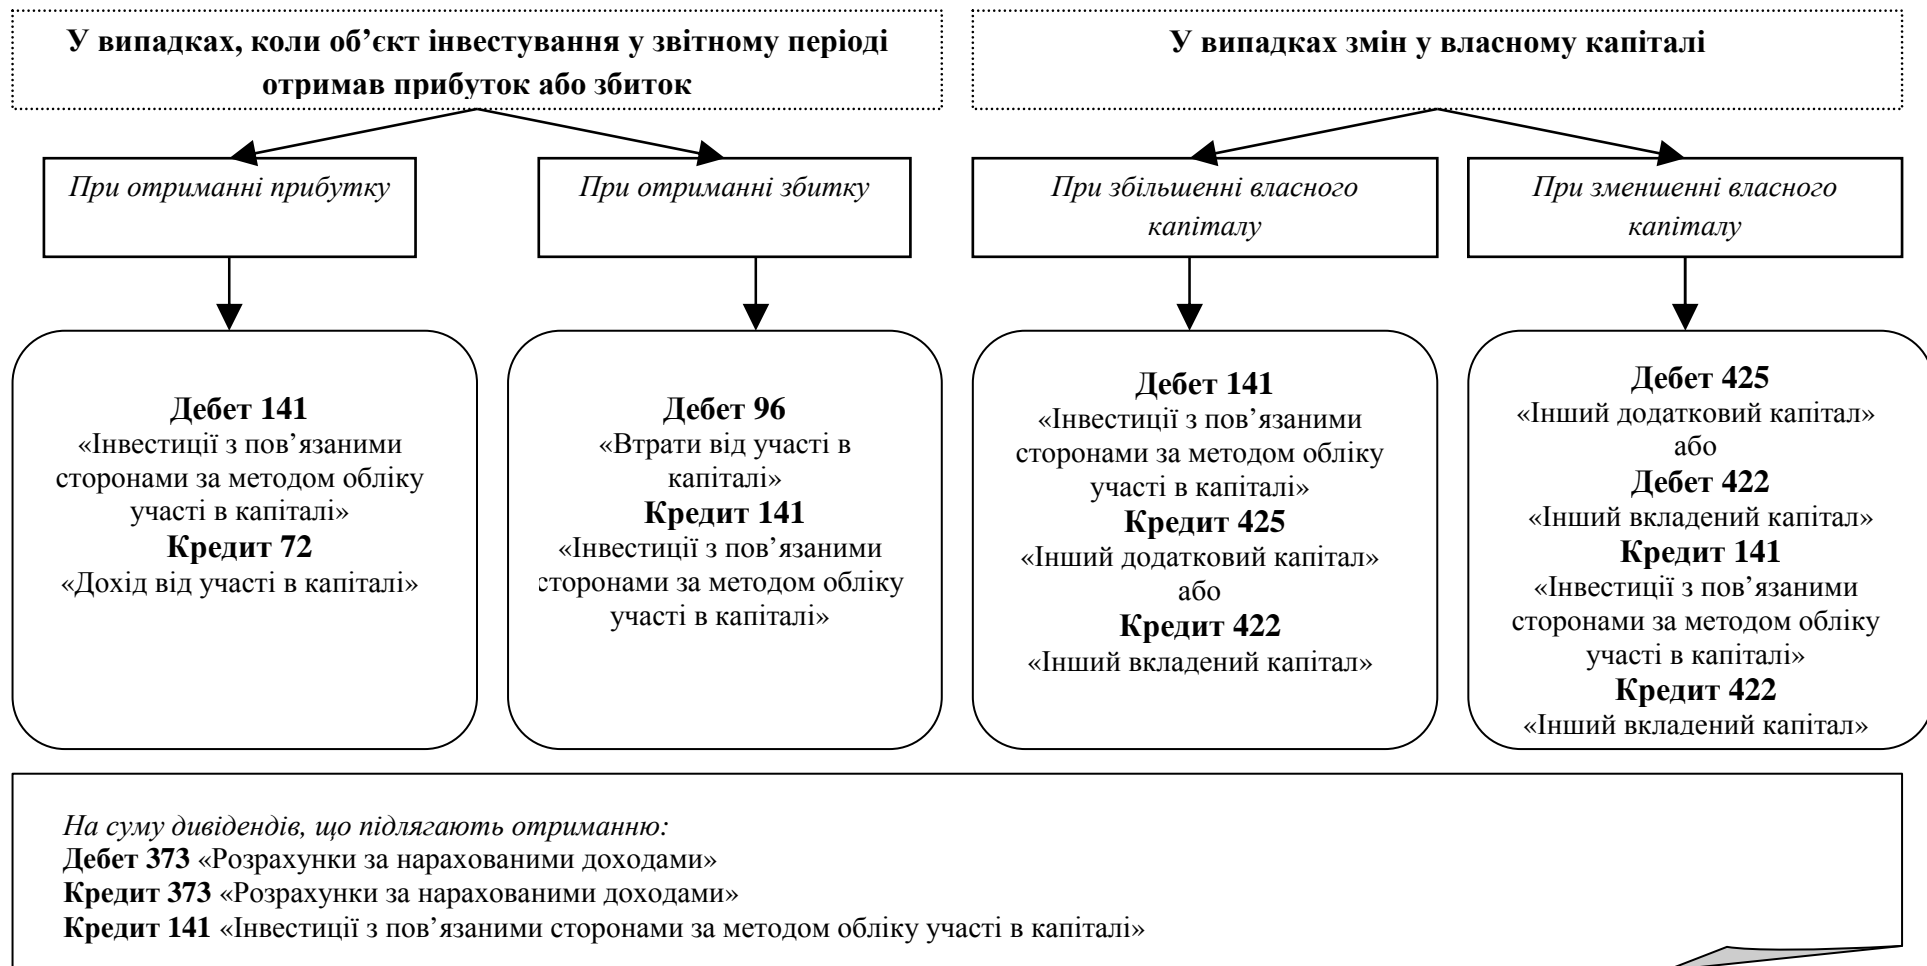 У випадках, коли об’єкт інвестування у звітному періоді
отримав прибуток або збиток
У випадках змін у власному капіталі
При отриманні прибутку
При отриманні збитку
При збільшенні власного
капіталу
При зменшенні власного
капіталу
Дебет 141
«Інвестиції з пов’язаними
сторонами за методом обліку
участі в капіталі»
Кредит 72
«Дохід від участі в капіталі»
Дебет 96
«Втрати від участі в
капіталі»
Кредит 141
«Інвестиції з пов’язаними
сторонами за методом обліку
участі в капіталі»
Дебет 141
«Інвестиції з пов’язаними
сторонами за методом обліку
участі в капіталі»
Кредит 425
«Інший додатковий капітал»
або
Кредит 422
«Інший вкладений капітал»
Дебет 425
«Інший додатковий капітал»
або
Дебет 422
«Інший вкладений капітал»
Кредит 141
«Інвестиції з пов’язаними
сторонами за методом обліку
участі в капіталі»
Кредит 422
«Інший вкладений капітал»
На суму дивідендів, що підлягають отриманню:
Дебет 373 «Розрахунки за нарахованими доходами»
Кредит 373 «Розрахунки за нарахованими доходами»
Кредит 141 «Інвестиції з пов’язаними сторонами за методом обліку участі в капіталі»